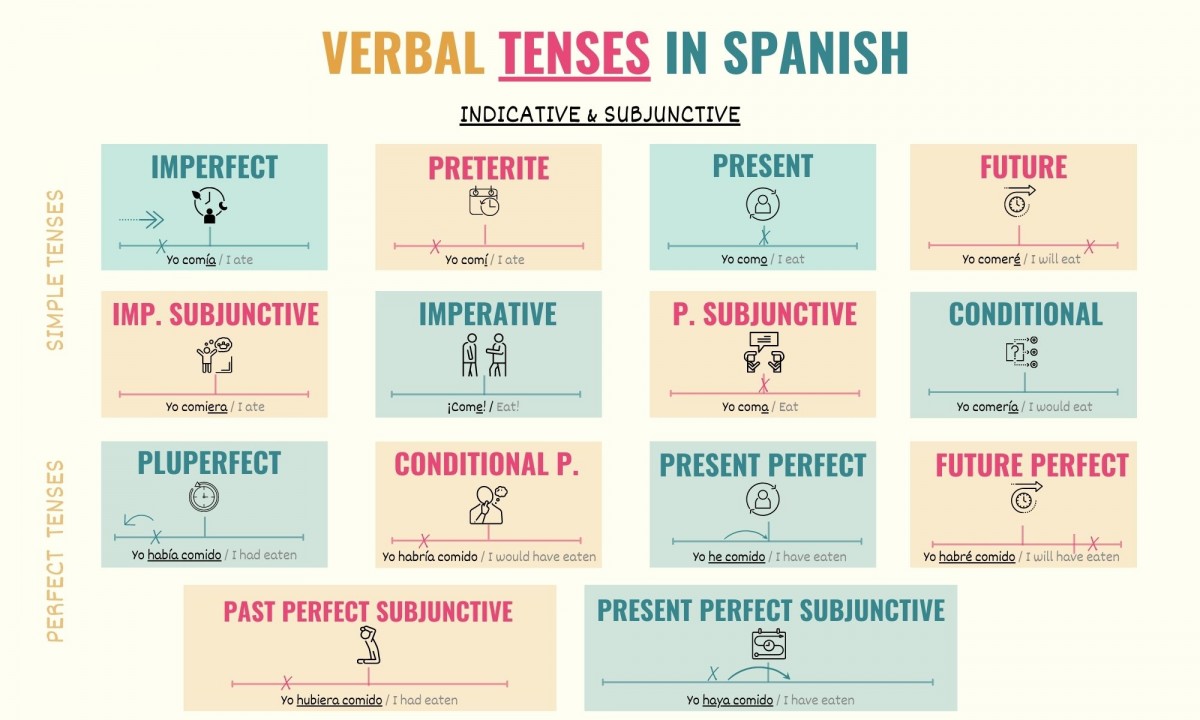 VERBAL TENSES IN SPANISH
INDICATIVE & SUBJUNCTIVE
SIMPLE TENSES
IMPERFECT
Yo comía / I ate
PRETERITE
Yo comí / I ate
PRESENT
Yo como / I eat
FUTURE
Yo comeré / I will eat
IMP. SUBJUNCTIVE
Yo comiera / I ate
IMPERATIVE
¡Come! / Eat!
P. SUBJUNCTIVE
Yo coma / Eat
CONDITIONAL
Yo comería / I would eat
PERFECT TENSES
PLUPERFECT
Yo había comido / I had eaten
CONDITIONAL P.
Yo habría comido / I would have eaten
PRESENT PERFECT
Yo he comido / I have eaten
FUTURE PERFECT
Yo habré comido / I will have eaten
PAST PERFECT SUBJUNCTIVE
Yo hubiera comido / I had eaten
PRESENT PERFECT SUBJUNCTIVE
Yo haya comido / I have eaten